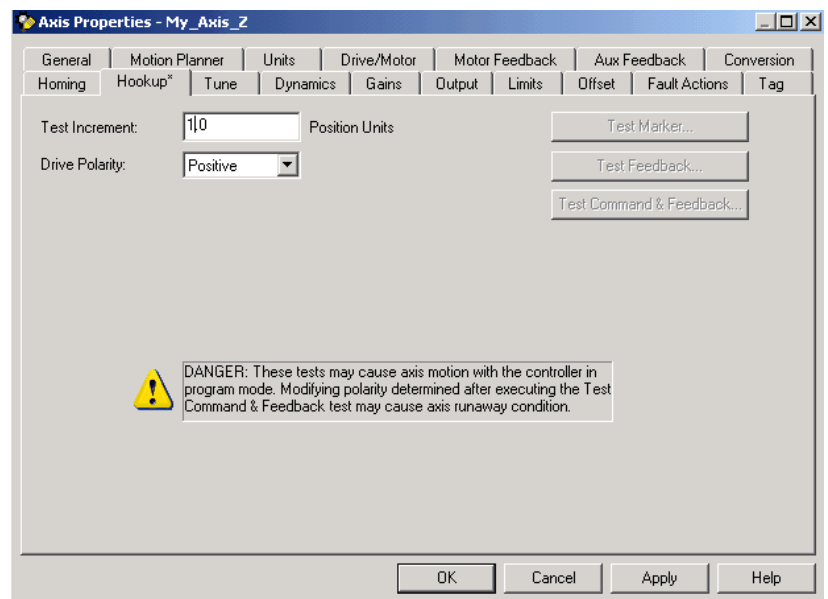 Axis Properties - My_Axis_Z
General Motion Planner Units Drive/Motor Motor Feedback Aux Feedback Conversion
Homing Hookup* Tune Dynamics Gains Output Limits Offset Fault Actions Tag
Test Increment: 1.0 Position Units Test Marker...
Drive Polarity: Positive Test Feedback...
Test Command & Feedback...
DANGER: These tests may cause axis motion with the controller in
program mode. Modifying polarity determined after executing the Test
Command & Feedback test may cause axis runaway condition.
OK Cancel Apply Help